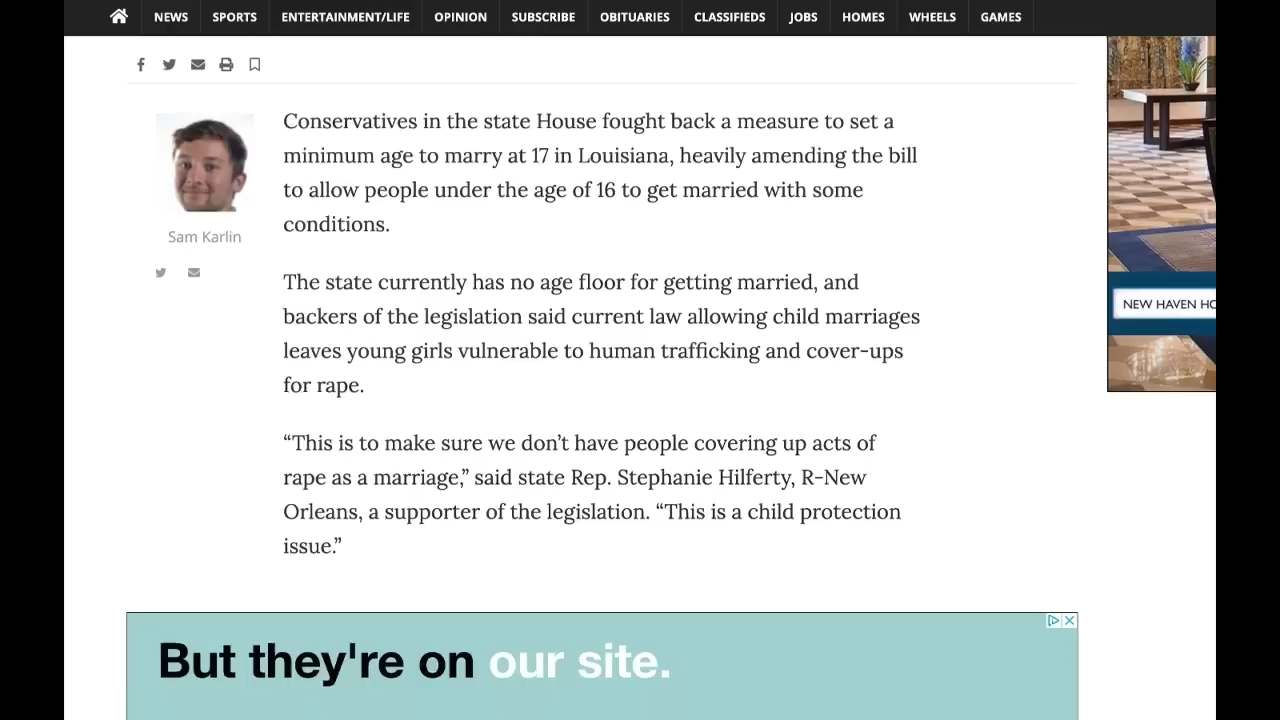 NEWS SPORTS ENTERTAINMENT/LIFE OPINION SUBSCRIBE OBITUARIES CLASSIFIEDS JOBS HOMES WHEELS GAMES
Conservatives in the state House fought back a measure to set a
minimum age to marry at 17 in Louisiana, heavily amending the bill
to allow people under the age of 16 to get married with some
conditions.
Sam Karlin
The state currently has no age floor for getting married, and
backers of the legislation said current law allowing child marriages
leaves young girls vulnerable to human trafficking and cover-ups
for rape.
“This is to make sure we don’t have people covering up acts of
rape as a marriage,” said state Rep. Stephanie Hilferty, R-New
Orleans, a supporter of the legislation. “This is a child protection
issue.”
NEW HAVEN HO
But they're on our site.